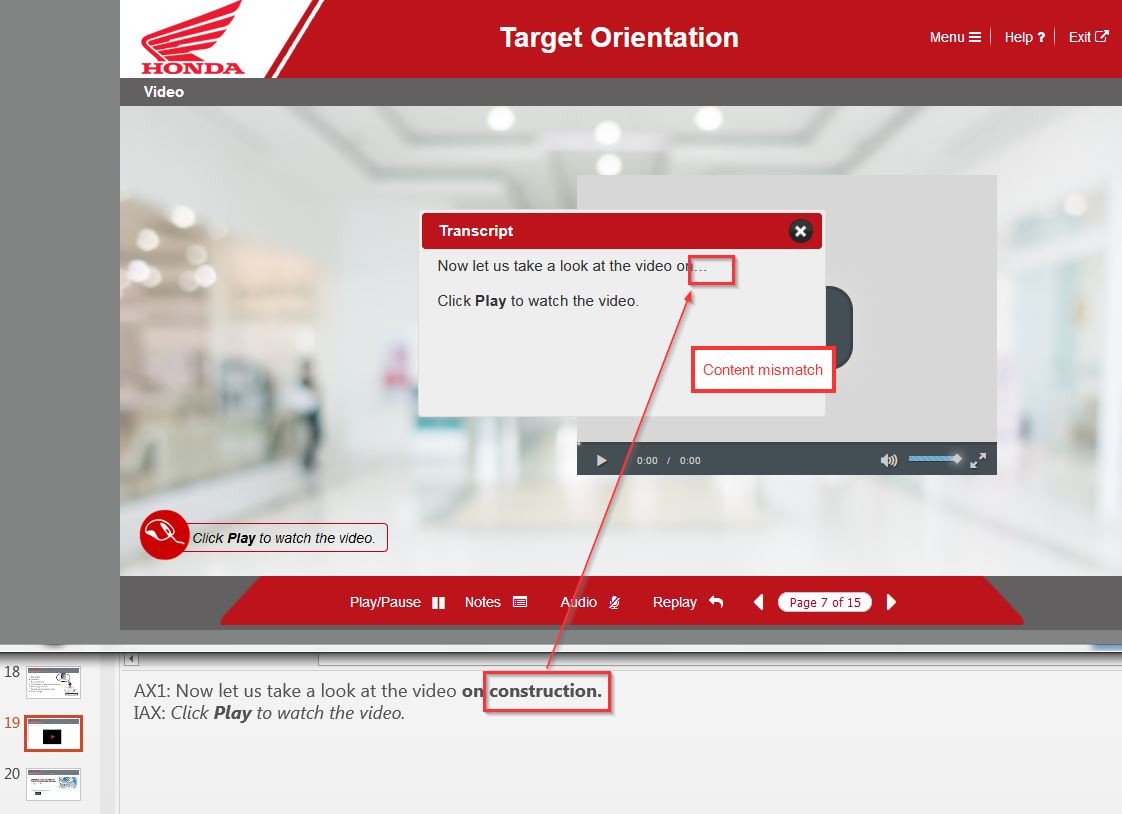 HONDA
Target Orientation
Menu
Help ?
Exit
Video
Transcript
Now let us take a look at the video on...
Click Play to watch the video.
Content mismatch
0:00 / 0:00
Click Play to watch the video.
Play/Pause
Notes
Audio
Replay
Page 7 of 15
18
19
20
AX1: Now let us take a look at the video on construction.
IAX: Click Play to watch the video.